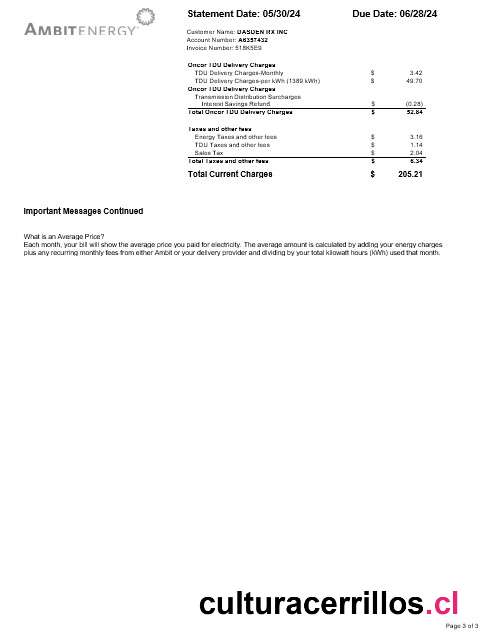 AMBITENERGY
Statement Date: 05/30/24 Due Date: 06/28/24
Customer Name: DASDEN RX INC
Account Number: A6357432
Invoice Number: 518K5E9
Oncor TDU Delivery Charges
TDU Delivery Charges-Monthly $ 3.42
TDU Delivery Charges-per kWh (1389 kWh) $ 49.70
Oncor TDU Delivery Charges
Transmission Distribution Surcharges
Interest Savings Refund $ (0.28)
Total Oncor TDU Delivery Charges $ 52.84
Taxes and other fees
Energy Taxes and other fees $ 3.16
TDU Taxes and other fees $ 1.14
Sales Tax $ 2.04
Total Taxes and other fees $ 6.34
Total Current Charges $ 205.21
Important Messages Continued
What is an Average Price?
Each month, your bill will show the average price you paid for electricity. The average amount is calculated by adding your energy charges
plus any recurring monthly fees from either Ambit or your delivery provider and dividing by your total kilowatt hours (kWh) used that month.
culturacerrillos.cl
Page 3 of 3